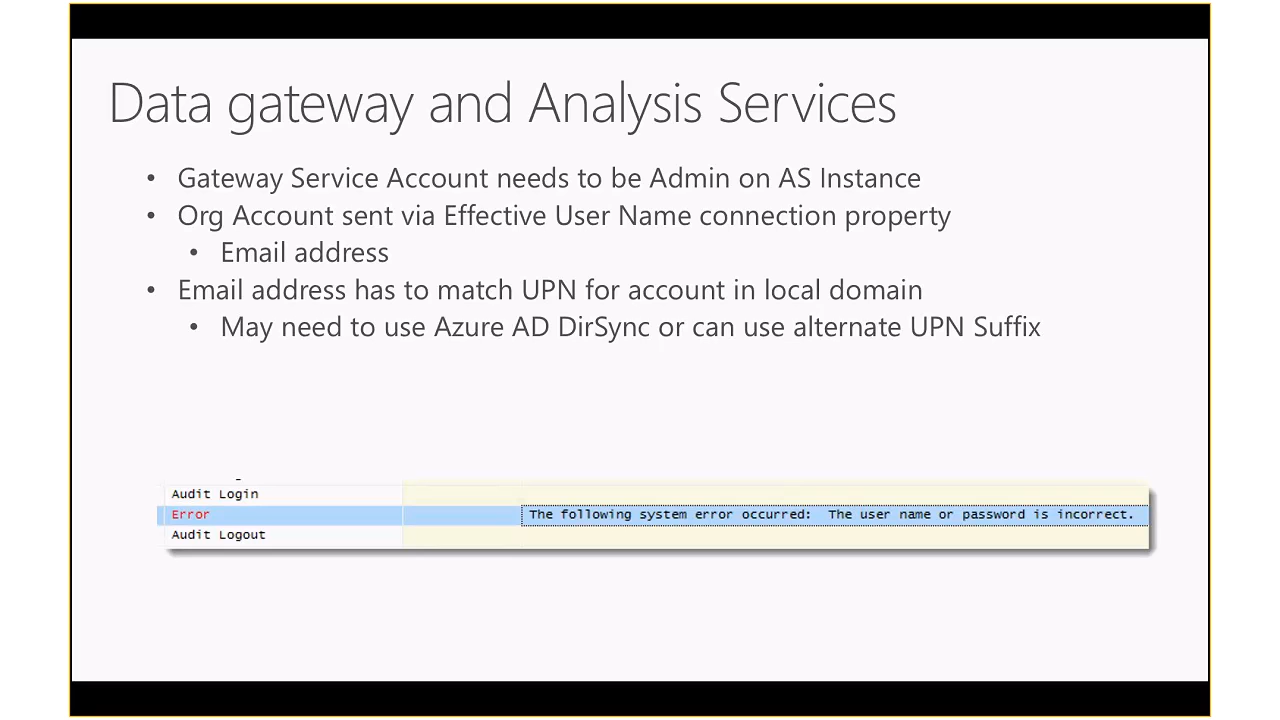 Data gateway and Analysis Services
• Gateway Service Account needs to be Admin on AS Instance
• Org Account sent via Effective User Name connection property
• Email address
• Email address has to match UPN for account in local domain
• May need to use Azure AD DirSync or can use alternate UPN Suffix
Audit Login
Error The following system error occurred: The user name or password is incorrect.
Audit Logout